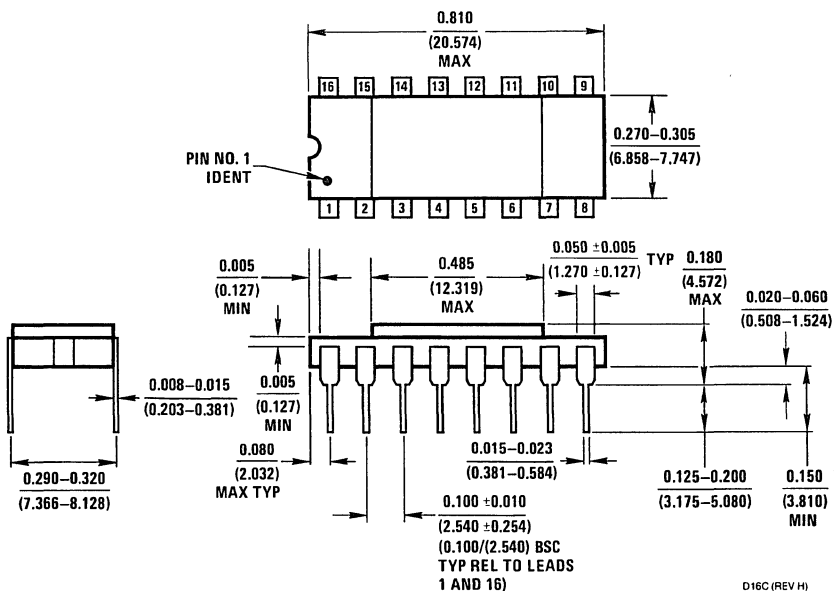 0.810
(20.574)
MAX
16 15 14 13 12 11 10 9
0.270–0.305
(6.858–7.747)
PIN NO. 1
IDENT
1 2 3 4 5 6 7 8
0.005
(0.127)
MIN
0.485
(12.319)
MAX
0.050 ±0.005
(1.270 ±0.127)
TYP
0.180
(4.572)
MAX
0.020–0.060
(0.508–1.524)
0.008–0.015
(0.203–0.381)
0.005
(0.127)
MIN
0.290–0.320
(7.366–8.128)
0.080
(2.032)
MAX TYP
0.015–0.023
(0.381–0.584)
0.100 ±0.010
(2.540 ±0.254)
(0.100/(2.540) BSC
TYP REL TO LEADS
1 AND 16)
0.125–0.200
(3.175–5.080)
0.150
(3.810)
MIN
D16C (REV H)